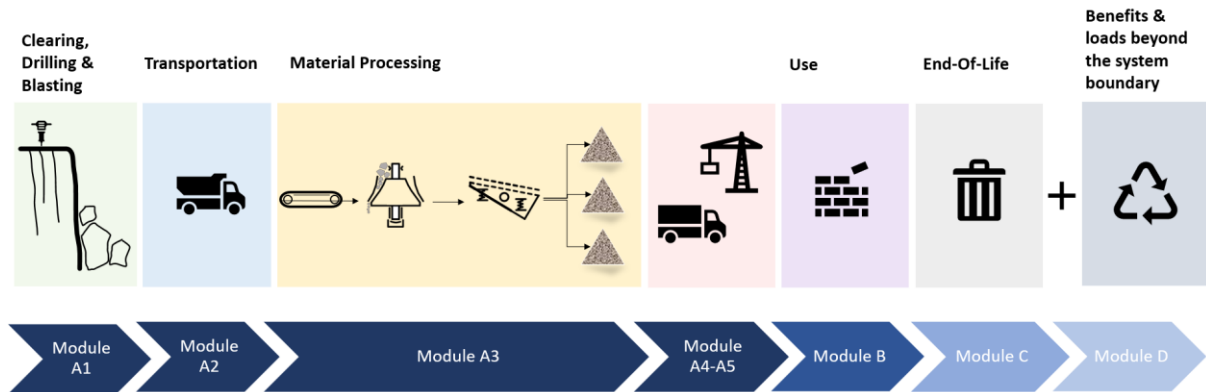 Clearing,
Drilling &
Blasting
Transportation
Material Processing
Use
End-Of-Life
Benefits &
loads beyond
the system
boundary
Module
A1
Module
A2
Module A3
Module
A4-A5
Module B
Module C
Module D